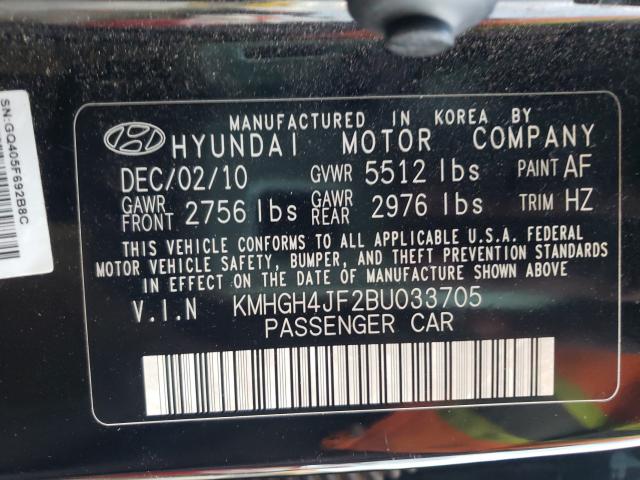 SN:GQ405F692B8C
MANUFACTURED IN KOREA BY
HYUNDAI MOTOR COMPANY
DEC/02/10 GVWR 5512 lbs PAINT AF
GAWR FRONT 2756 lbs GAWR REAR 2976 lbs TRIM HZ
THIS VEHICLE CONFORMS TO ALL APPLICABLE U.S.A. FEDERAL
MOTOR VEHICLE SAFETY, BUMPER, AND THEFT PREVENTION STANDARDS
IN EFFECT ON THE DATE OF MANUFACTURE SHOWN ABOVE
V.I.N KMHGH4JF2BU033705
PASSENGER CAR